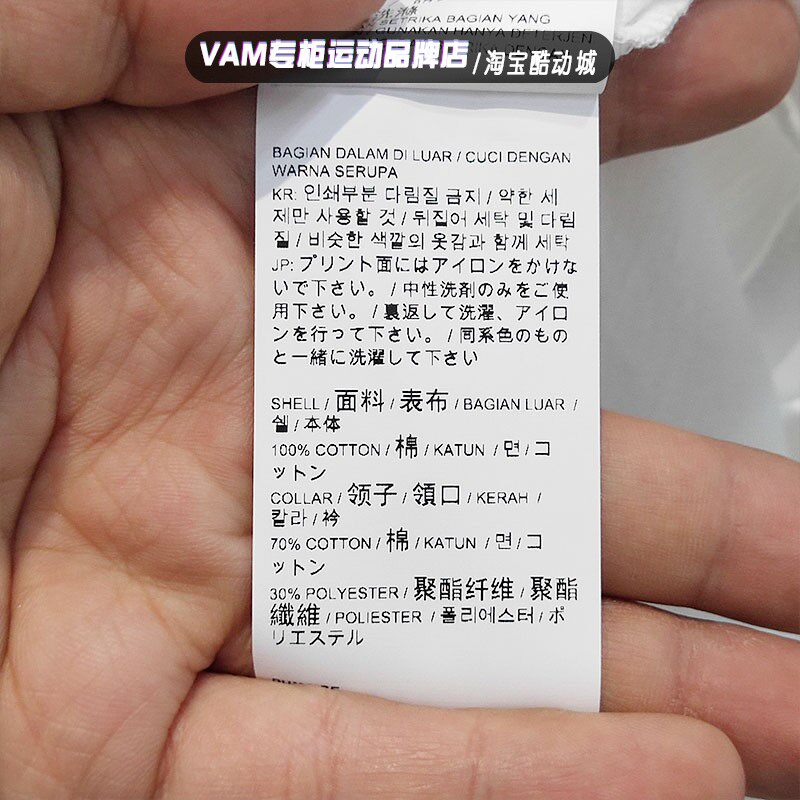 SETRIKA BAGIAN YANG
GUNAKAN HANYA DETERJEN
VAM专柜运动品牌店/淘宝酷动城
BAGIAN DALAM DI LUAR / CUCI DENGAN
WARNA SERUPA
KR: 인쇄부분 다림질 금지 / 약한 세
제만 사용할 것 / 뒤집어 세탁 및 다림
질 / 비슷한 색깔의 옷감과 함께 세탁
JP: プリント面にはアイロンをかけな
いで下さい。 / 中性洗剤のみをご使
用下さい。 / 裏返して洗濯、アイロ
ンを行って下さい。 / 同系色のもの
と一緒に洗濯して下さい
SHELL / 面料 / 表布 / BAGIAN LUAR /
쉘 / 本体
100% COTTON / 棉 / KATUN / 면 / コ
ットン
COLLAR / 领子 / 領口 / KERAH /
칼라 / 衿
70% COTTON / 棉 / KATUN / 면 / コ
ットン
30% POLYESTER / 聚酯纤维 / 聚酯
纖維 / POLIESTER / 폴리에스터 / ポ
リエステル